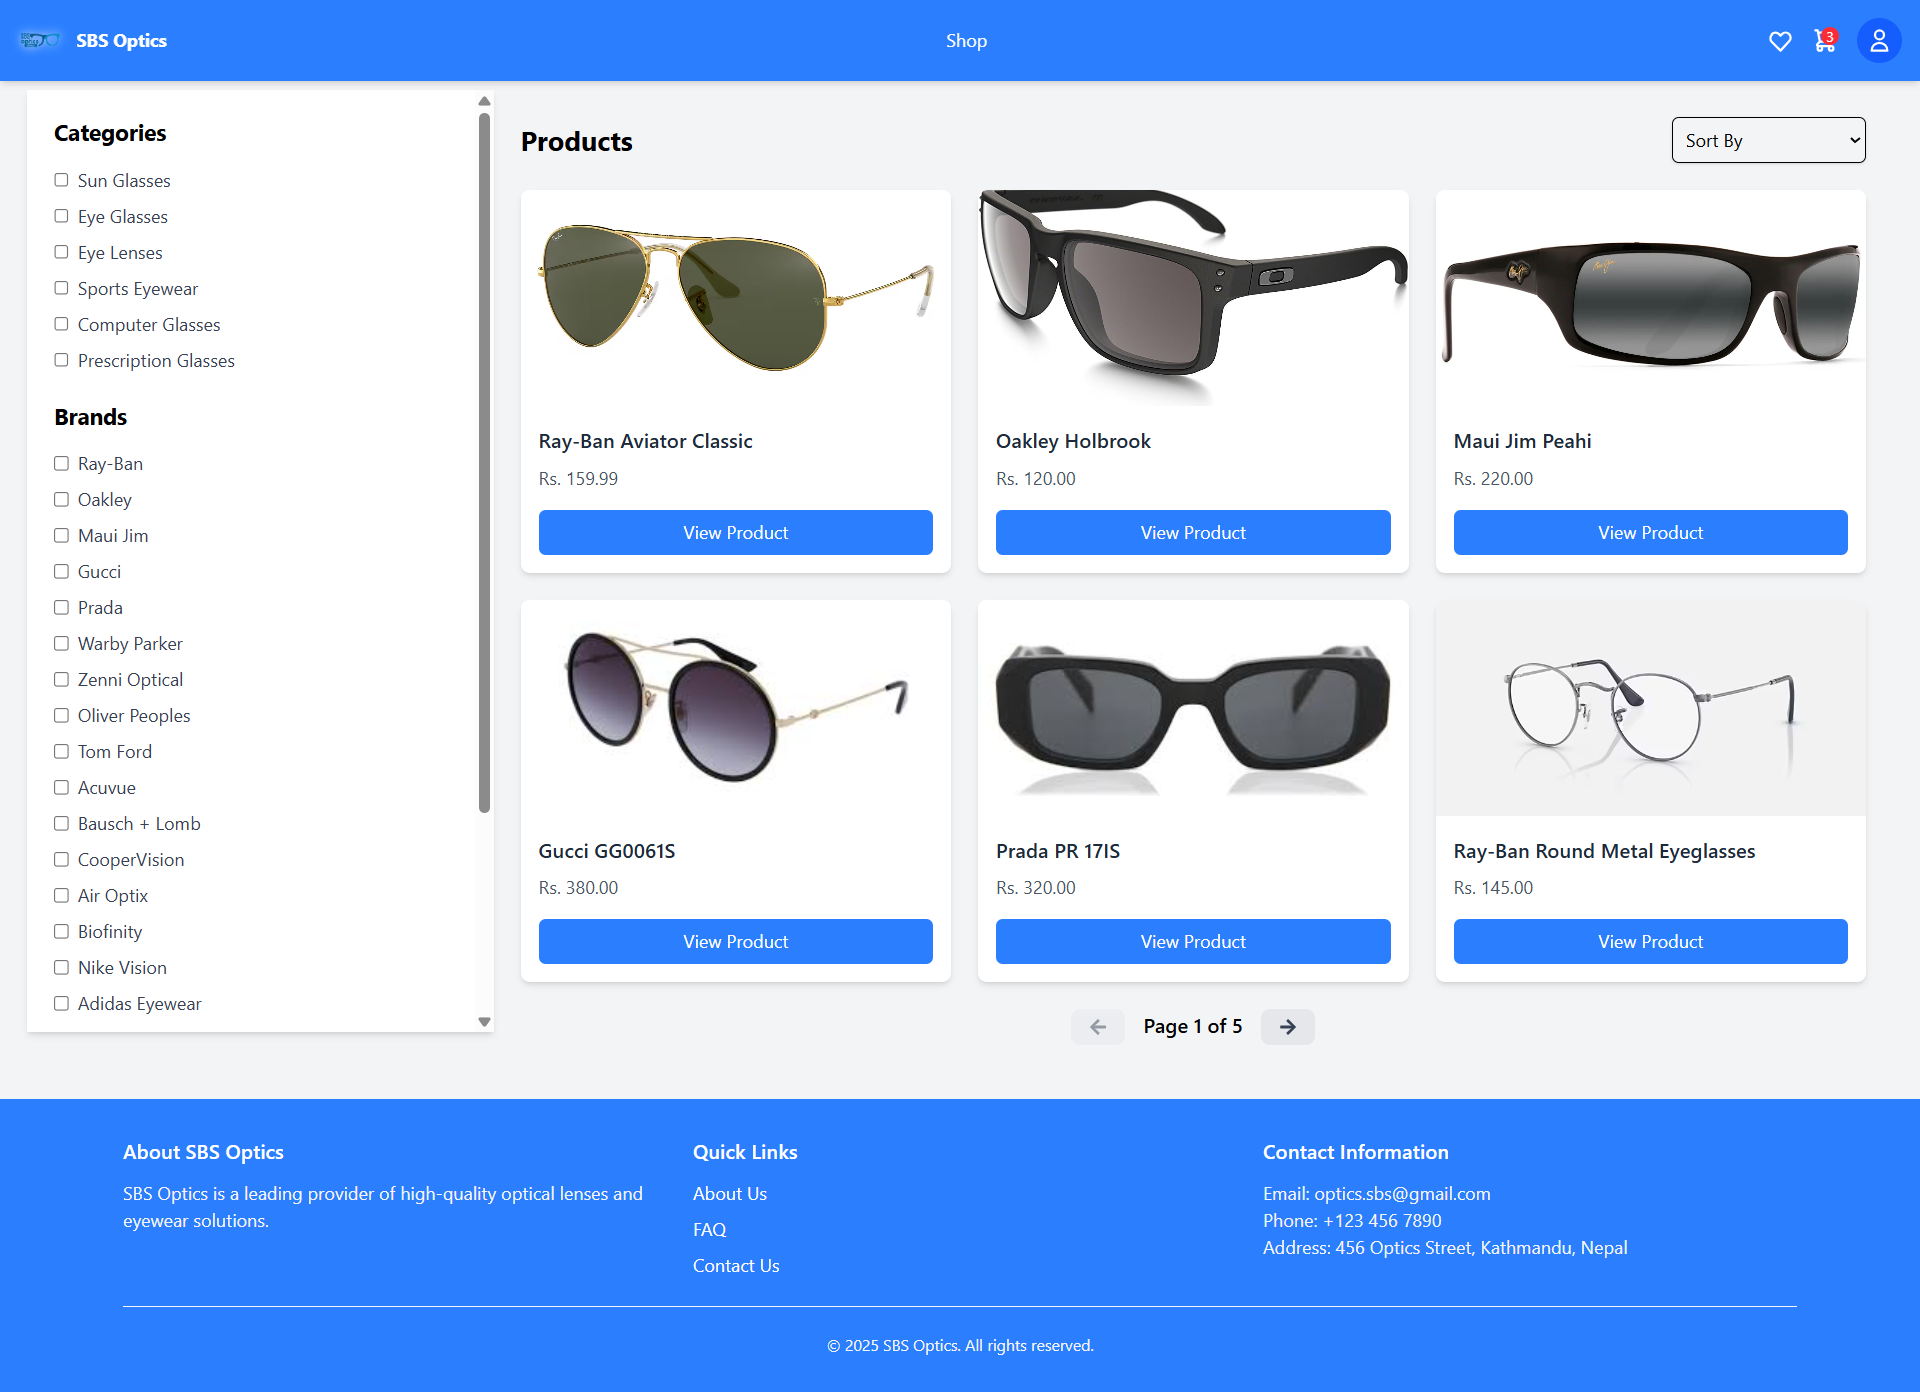 SBS Optics
Shop
3
Categories
Sun Glasses
Eye Glasses
Eye Lenses
Sports Eyewear
Computer Glasses
Prescription Glasses
Brands
Ray-Ban
Oakley
Maui Jim
Gucci
Prada
Warby Parker
Zenni Optical
Oliver Peoples
Tom Ford
Acuvue
Bausch + Lomb
CooperVision
Air Optix
Biofinity
Nike Vision
Adidas Eyewear
Products
Sort By
Ray-Ban Aviator Classic
Rs. 159.99
View Product
Oakley Holbrook
Rs. 120.00
View Product
Maui Jim Peahi
Rs. 220.00
View Product
Gucci GG0061S
Rs. 380.00
View Product
Prada PR 17IS
Rs. 320.00
View Product
Ray-Ban Round Metal Eyeglasses
Rs. 145.00
View Product
Page 1 of 5
About SBS Optics
SBS Optics is a leading provider of high-quality optical lenses and
eyewear solutions.
Quick Links
About Us
FAQ
Contact Us
Contact Information
Email: optics.sbs@gmail.com
Phone: +123 456 7890
Address: 456 Optics Street, Kathmandu, Nepal
© 2025 SBS Optics. All rights reserved.